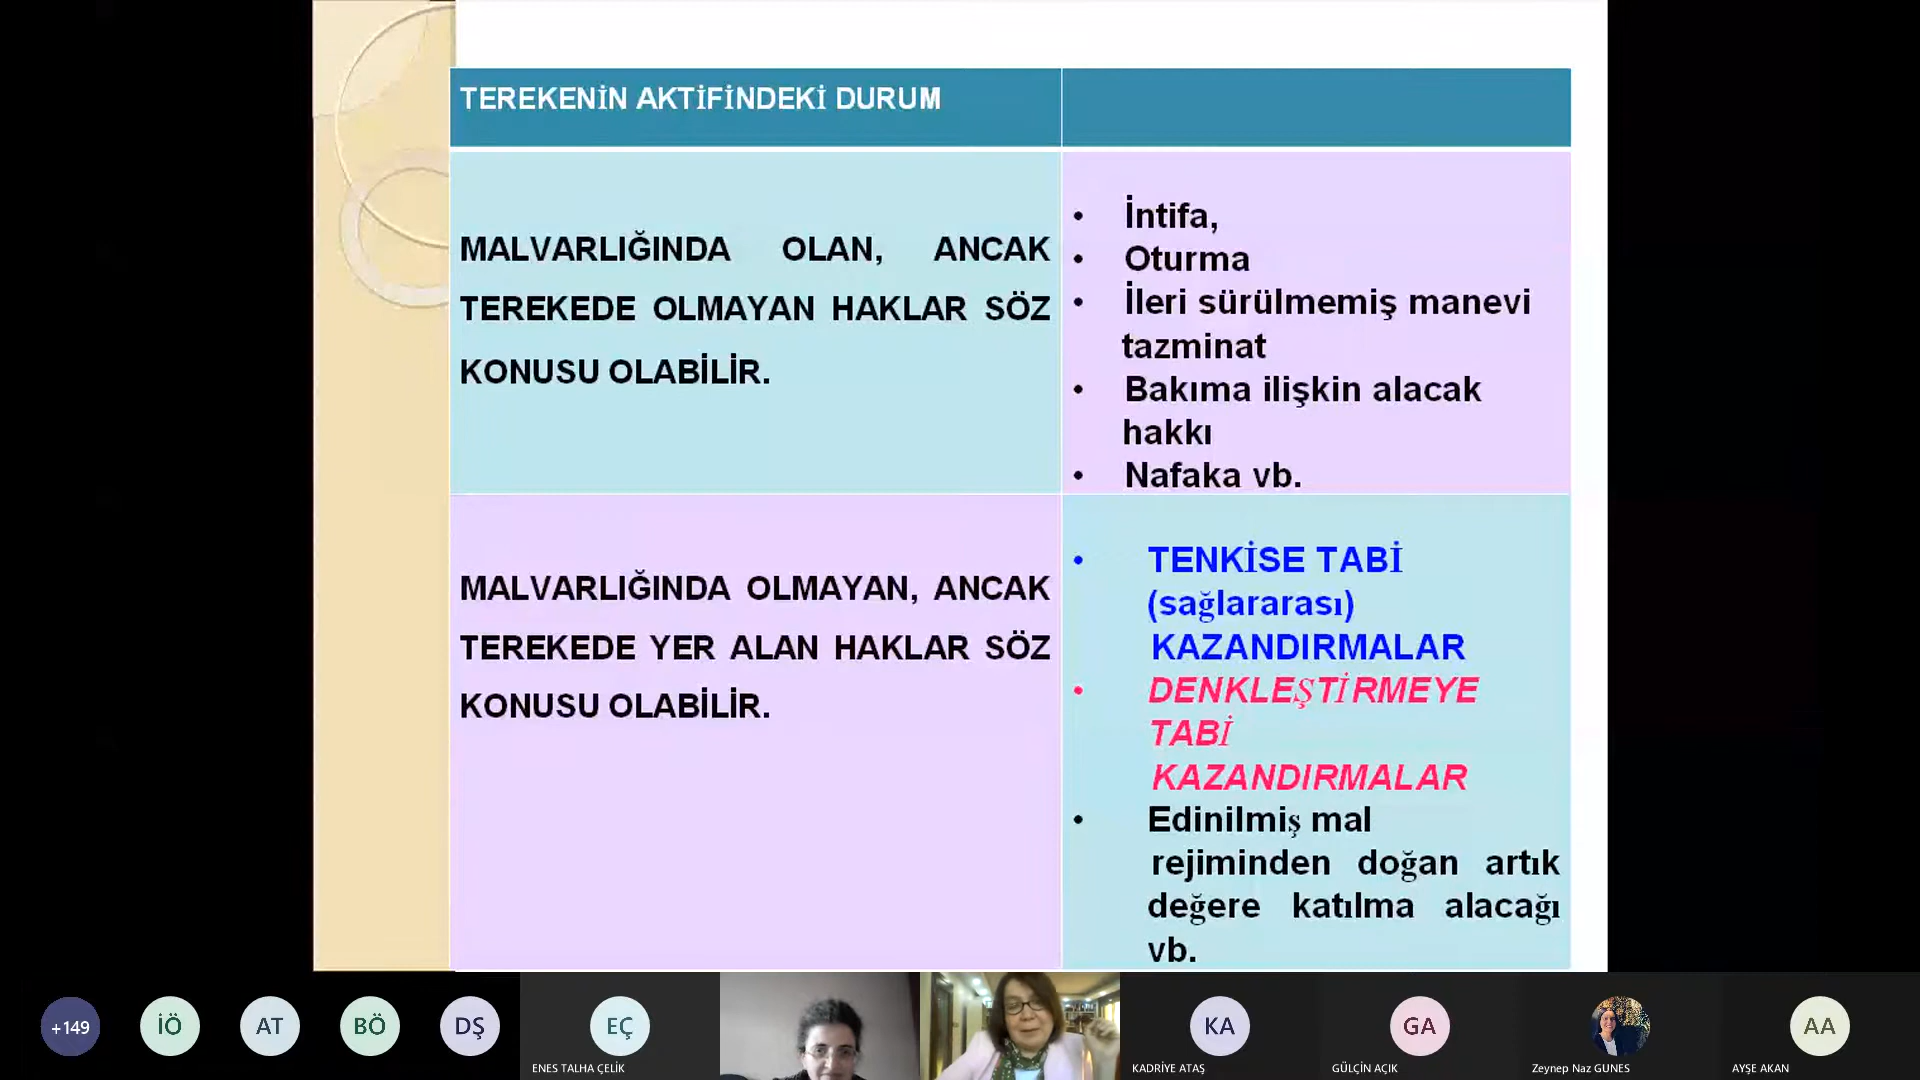 TEREKENİN AKTİFİNDEKİ DURUM
MALVARLIĞINDA OLAN, ANCAK
TEREKEDE OLMAYAN HAKLAR SÖZ
KONUSU OLABİLİR.
• İntifa,
• Oturma
• İleri sürülmemiş manevi
tazminat
• Bakıma ilişkin alacak
hakkı
• Nafaka vb.
MALVARLIĞINDA OLMAYAN, ANCAK
TEREKEDE YER ALAN HAKLAR SÖZ
KONUSU OLABİLİR.
• TENKİSE TABİ
(sağlararası)
KAZANDIRMALAR
• DENKLEŞTİRMEYE
TABİ
KAZANDIRMALAR
• Edinilmiş mal
rejiminden doğan artık
değere katılma alacağı
vb.
+149
İÖ
AT
BÖ
DŞ
EÇ
ENES TALHA ÇELİK
KA
KADRİYE ATAŞ
GA
GÜLÇİN AÇIK
Zeynep Naz GUNES
AA
AYŞE AKAN